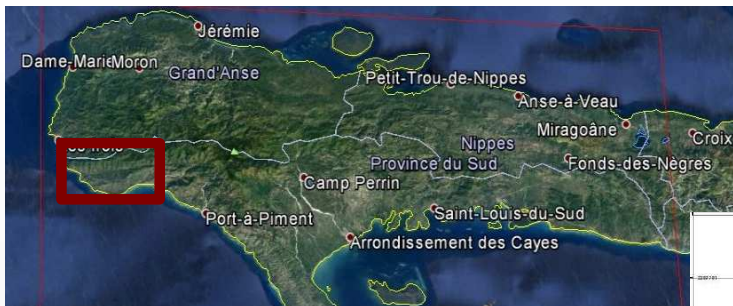 Jérémie
Dame-Marie Moron
Grand'Anse
Petit-Trou-de-Nippes
Anse-à-Veau
Miragoâne
Croix
Nippes
Province du Sud
Fonds-des-Nègres
Camp Perrin
Port-à-Piment
Saint-Louis-du-Sud
Arrondissement des Cayes